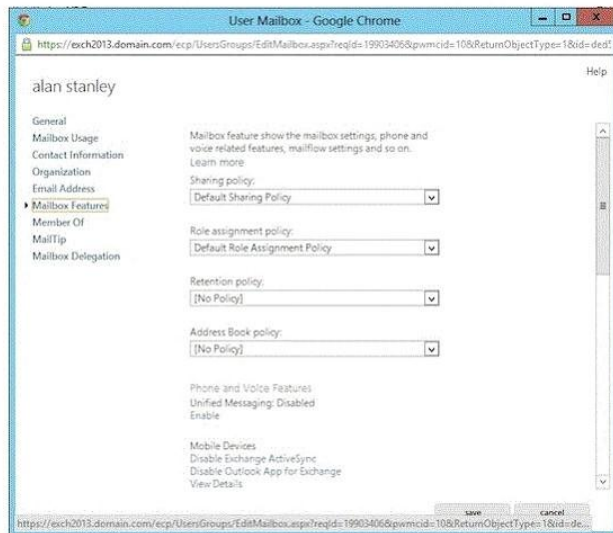 User Mailbox - Google Chrome
https://exch2013.domain.com/ecp/UsersGroups/EditMailbox.aspx?reqId=19903406&pwmcid=10&ReturnObjectType=1&id=ded
Help
alan stanley
General
Mailbox Usage
Contact Information
Organization
Email Address
Mailbox Features
Member Of
MailTip
Mailbox Delegation
Mailbox feature show the mailbox settings, phone and
voice related features, mailflow settings and so on.
Learn more
Sharing policy:
Default Sharing Policy
Role assignment policy:
Default Role Assignment Policy
Retention policy:
[No Policy]
Address Book policy:
[No Policy]
Phone and Voice Features
Unified Messaging: Disabled
Enable
Mobile Devices
Disable Exchange ActiveSync
Disable Outlook App for Exchange
View Details
save
cancel
https://exch2013.domain.com/ecp/UsersGroups/EditMailbox.aspx?reqId=19903406&pwmcid=10&ReturnObjectType=1&id=de...